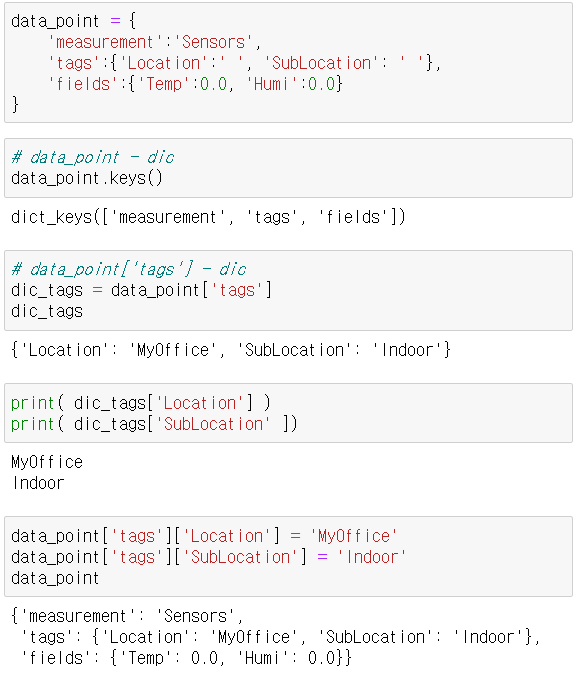 data_point = {
    'measurement':'Sensors',
    'tags':{'Location':' ', 'SubLocation': ' '},
    'fields':{'Temp':0.0, 'Humi':0.0}
}
# data_point - dic
data_point.keys()
dict_keys(['measurement', 'tags', 'fields'])
# data_point['tags'] - dic
dic_tags = data_point['tags']
dic_tags
{'Location': 'MyOffice', 'SubLocation': 'Indoor'}
print( dic_tags['Location'] )
print( dic_tags['SubLocation' ])
MyOffice
Indoor
data_point['tags']['Location'] = 'MyOffice'
data_point['tags']['SubLocation'] = 'Indoor'
data_point
{'measurement': 'Sensors',
 'tags': {'Location': 'MyOffice', 'SubLocation': 'Indoor'},
 'fields': {'Temp': 0.0, 'Humi': 0.0}}